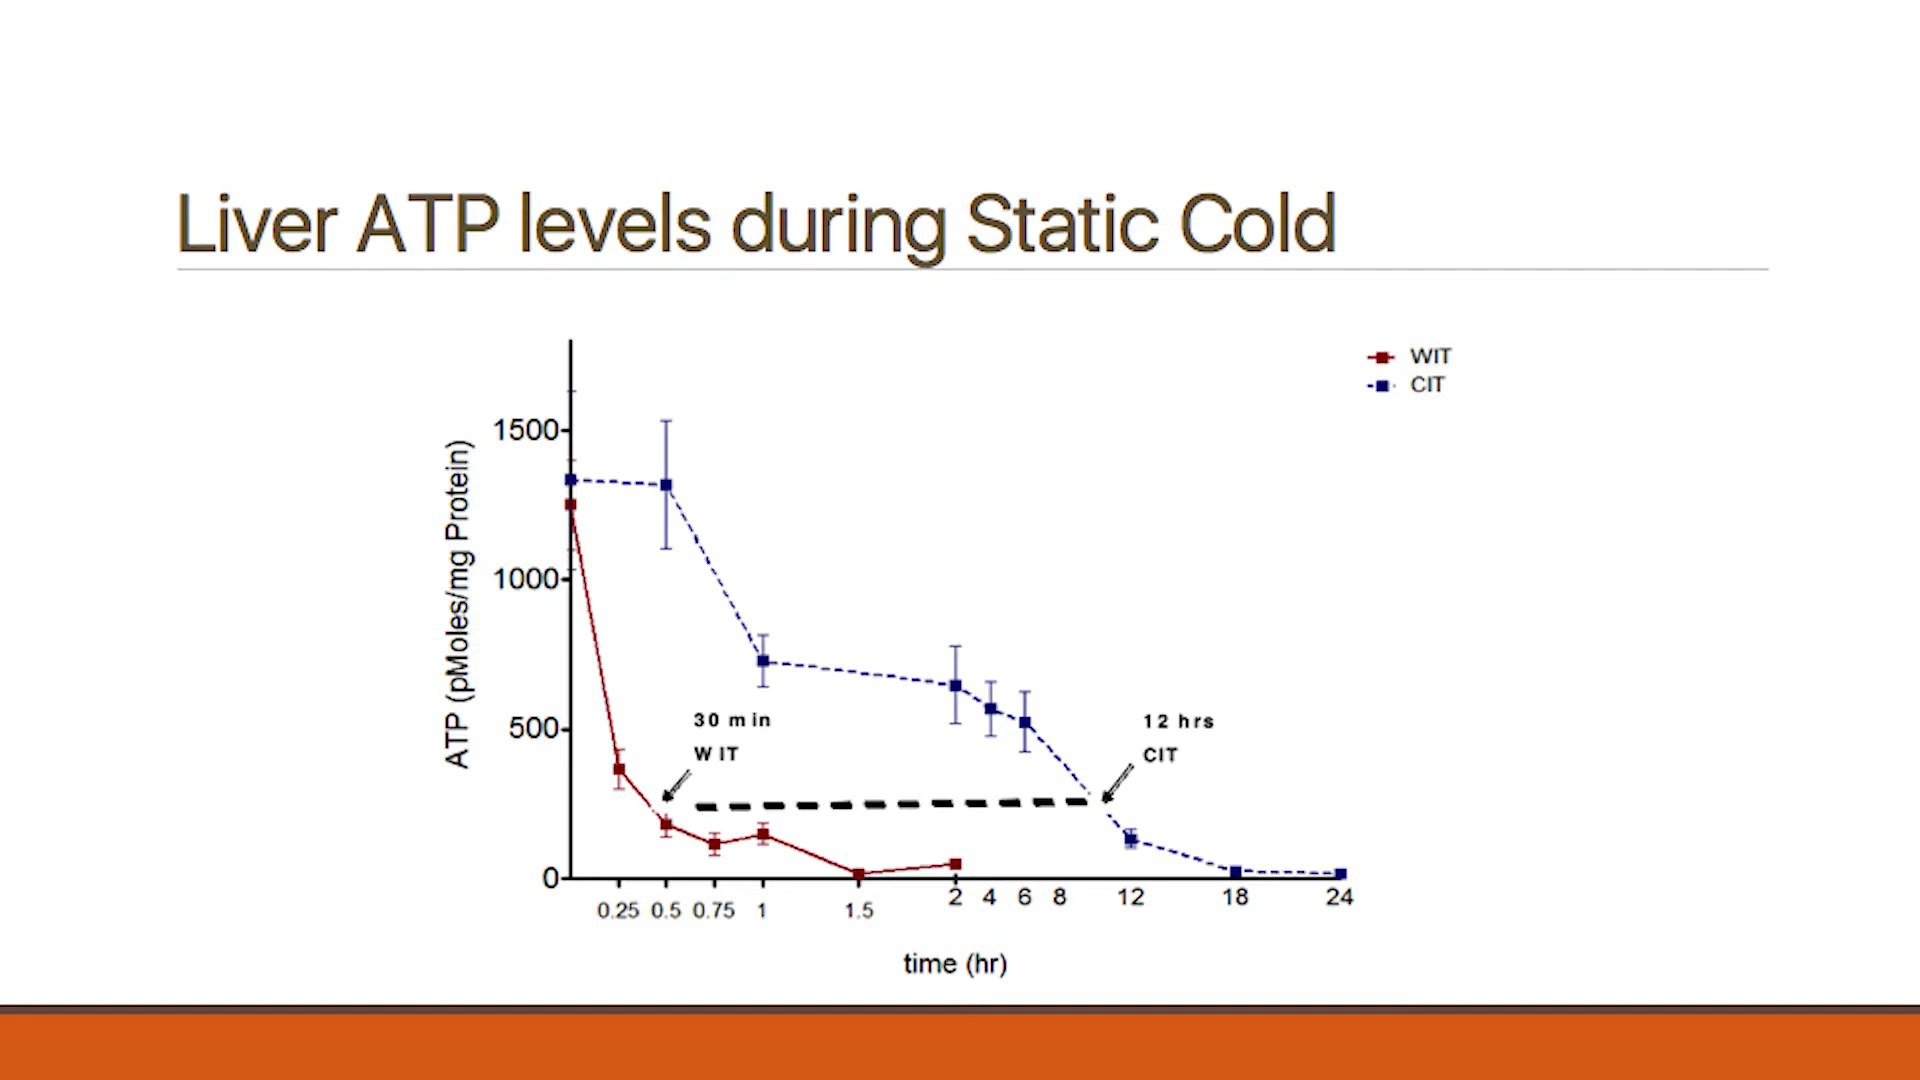 Liver ATP levels during Static Cold
WIT
CIT
ATP (pMoles/mg Protein)
1500
1000
500
0
30 min
WIT
12 hrs
CIT
0.25 0.5 0.75 1 1.5 2 4 6 8 12 18 24
time (hr)